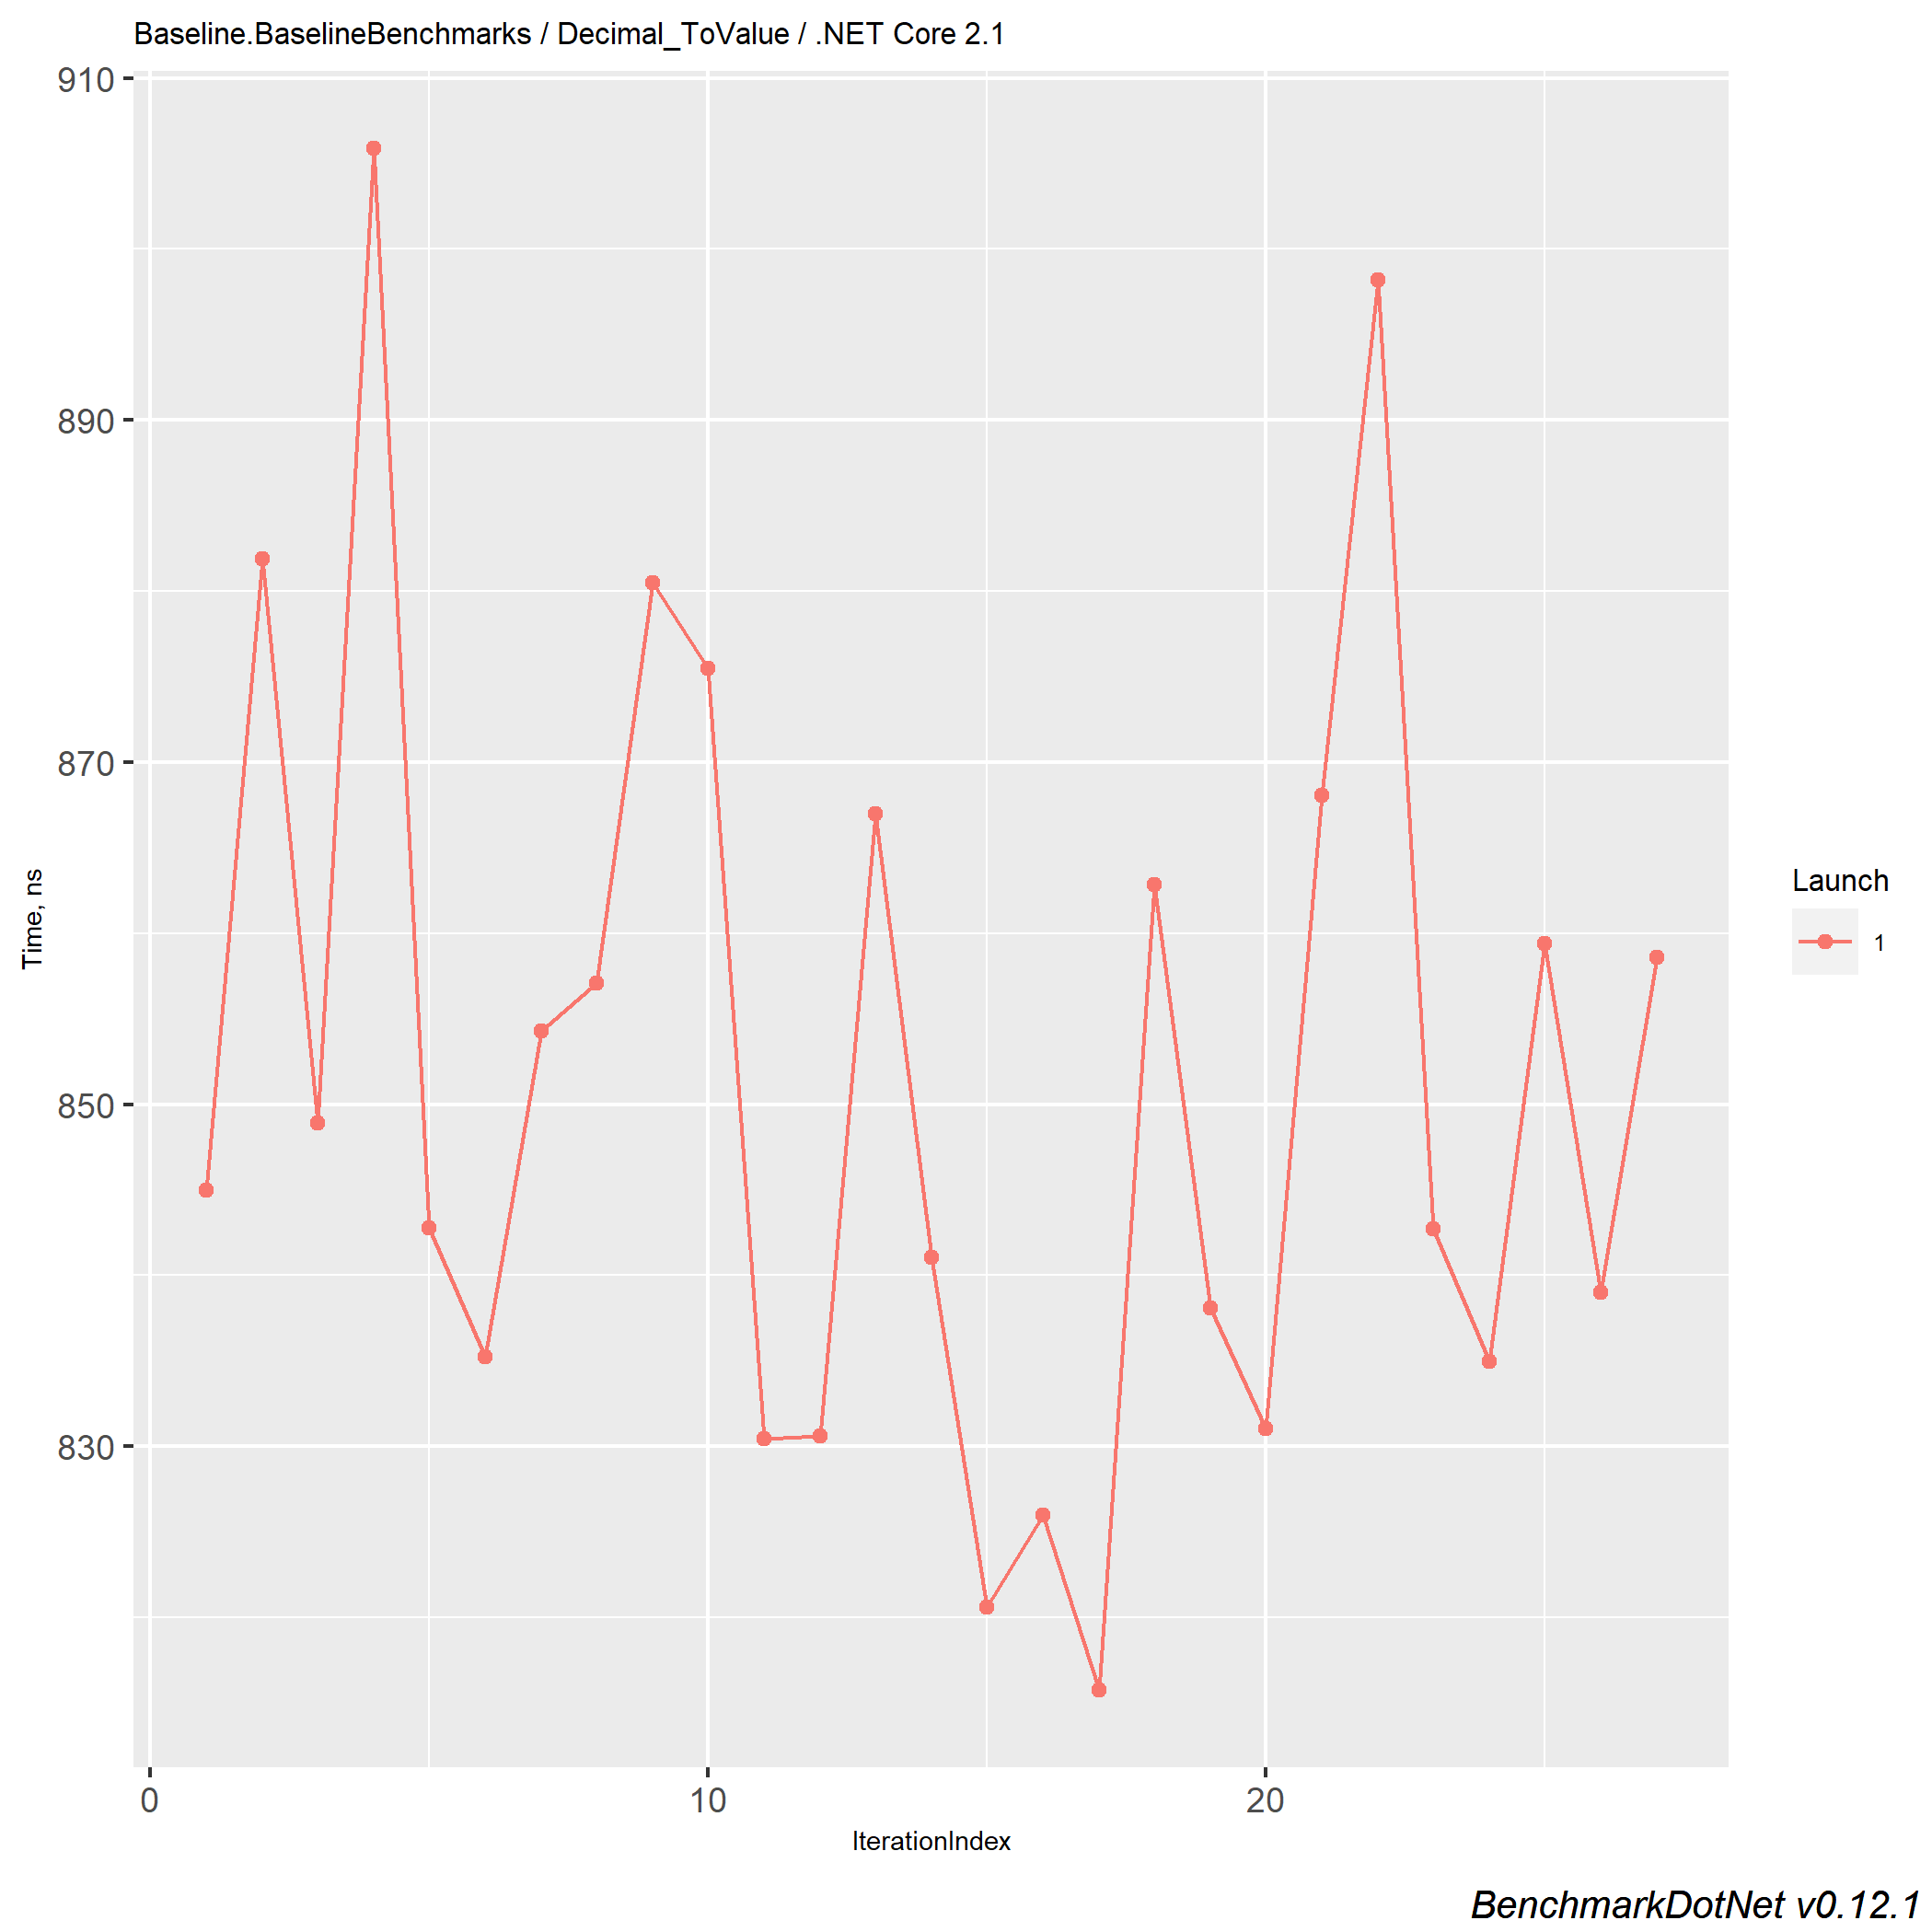 Baseline.BaselineBenchmarks / Decimal_ToValue / .NET Core 2.1
910
890
870
850
830
Time, ns
0 10 20
IterationIndex
Launch
1
BenchmarkDotNet v0.12.1